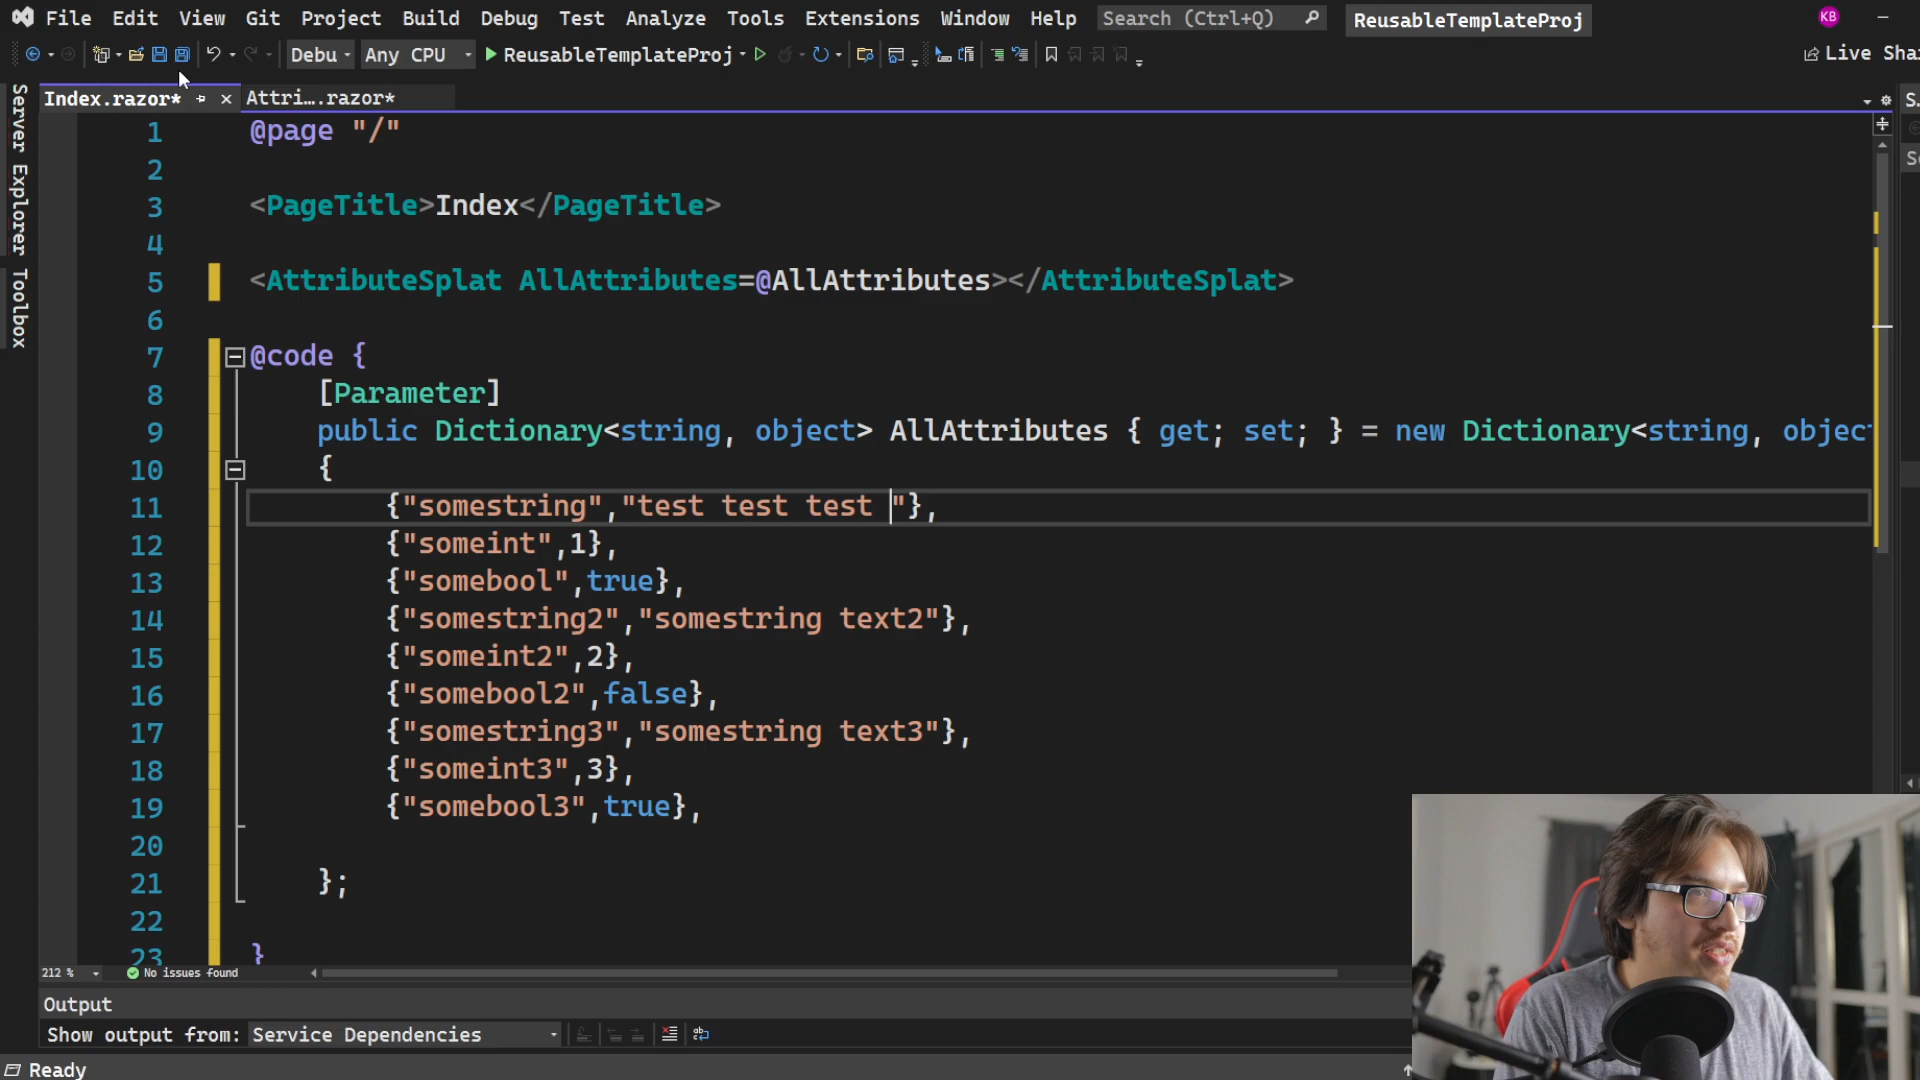 File Edit View Git Project Build Debug Test Analyze Tools Extensions Window Help Search (Ctrl+Q) ReusableTemplateProj KB
Debu Any CPU ReusableTemplateProj Live Shar
Index.razor* Attri….razor*
Server Explorer
Toolbox
1 @page "/"
2
3 <PageTitle>Index</PageTitle>
4
5 <AttributeSplat AllAttributes=@AllAttributes></AttributeSplat>
6
7 @code {
8 [Parameter]
9 public Dictionary<string, object> AllAttributes { get; set; } = new Dictionary<string, objec
10 {
11 {"somestring","test test test "},
12 {"someint",1},
13 {"somebool",true},
14 {"somestring2","somestring text2"},
15 {"someint2",2},
16 {"somebool2",false},
17 {"somestring3","somestring text3"},
18 {"someint3",3},
19 {"somebool3",true},
20
21 };
22
23 }
212 % No issues found
Output
Show output from: Service Dependencies
Ready